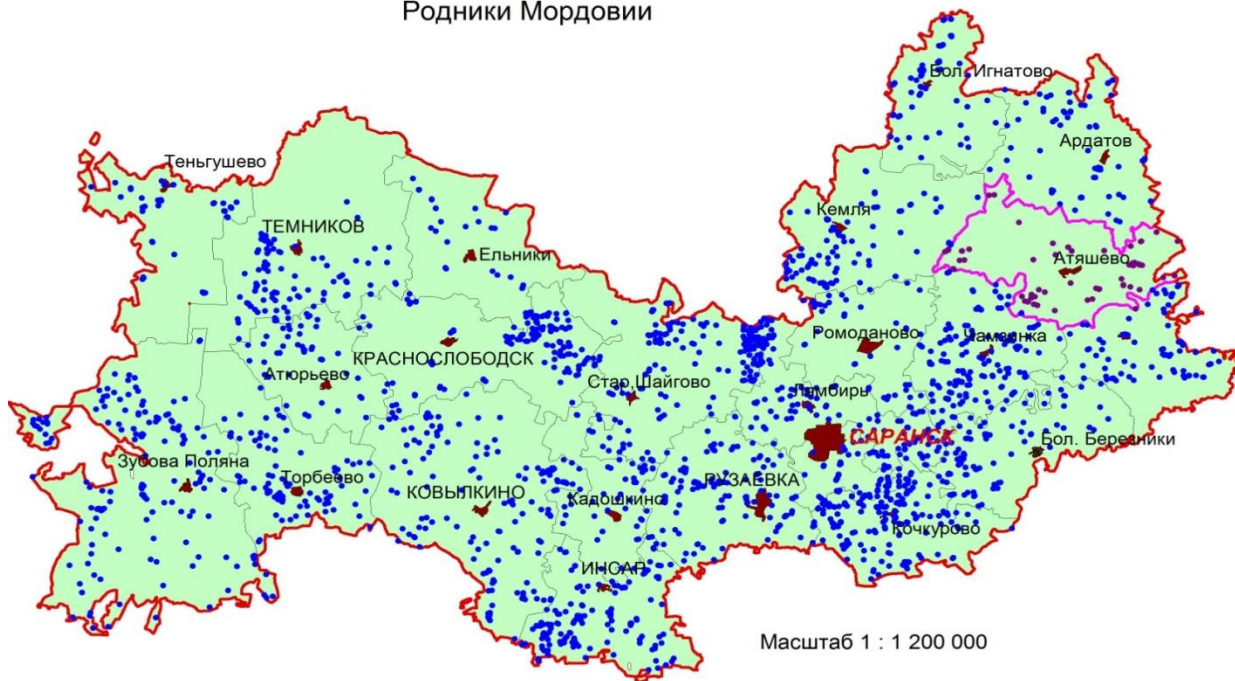 Родники Мордовии
Бол. Игнатово
Ардатов
Теньгушево
Кемля
ТЕМНИКОВ
Ельники
Атяшево
Ромоданово
Чамзинка
КРАСНОСЛОБОДСК
Атюрьево
Стар.Шайгово
Лямбирь
САРАНСК
Бол. Березники
Зубова Поляна
Торбеево
КОВЫЛКИНО
Кадошкино
РУЗАЕВКА
Кочкурово
ИНСАР
Масштаб 1 : 1 200 000